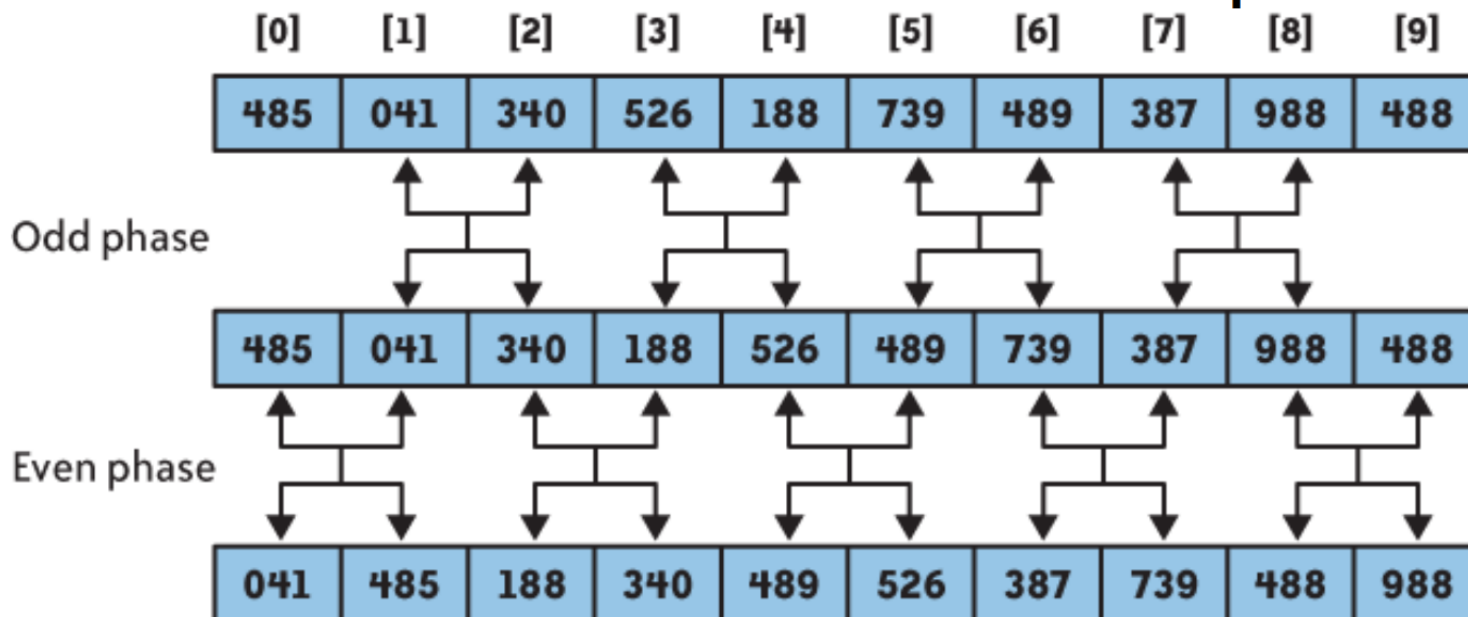 [0] [1] [2] [3] [4] [5] [6] [7] [8] [9]
485 041 340 526 188 739 489 387 988 488
Odd phase
485 041 340 188 526 489 739 387 988 488
Even phase
041 485 188 340 489 526 387 739 488 988